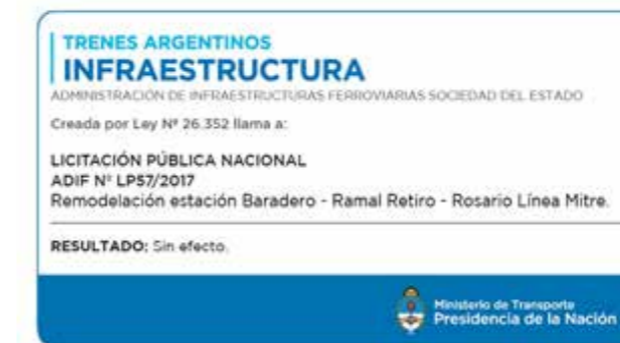 TRENES ARGENTINOS
INFRAESTRUCTURA
ADMINISTRACIÓN DE INFRAESTRUCTURAS FERROVIARIAS SOCIEDAD DEL ESTADO
Creada por Ley Nº 26.352 llama a:
LICITACIÓN PÚBLICA NACIONAL
ADIF Nº LP57/2017
Remodelación estación Baradero - Ramal Retiro - Rosario Línea Mitre.
RESULTADO: Sin efecto.
Ministerio de Transporte
Presidencia de la Nación